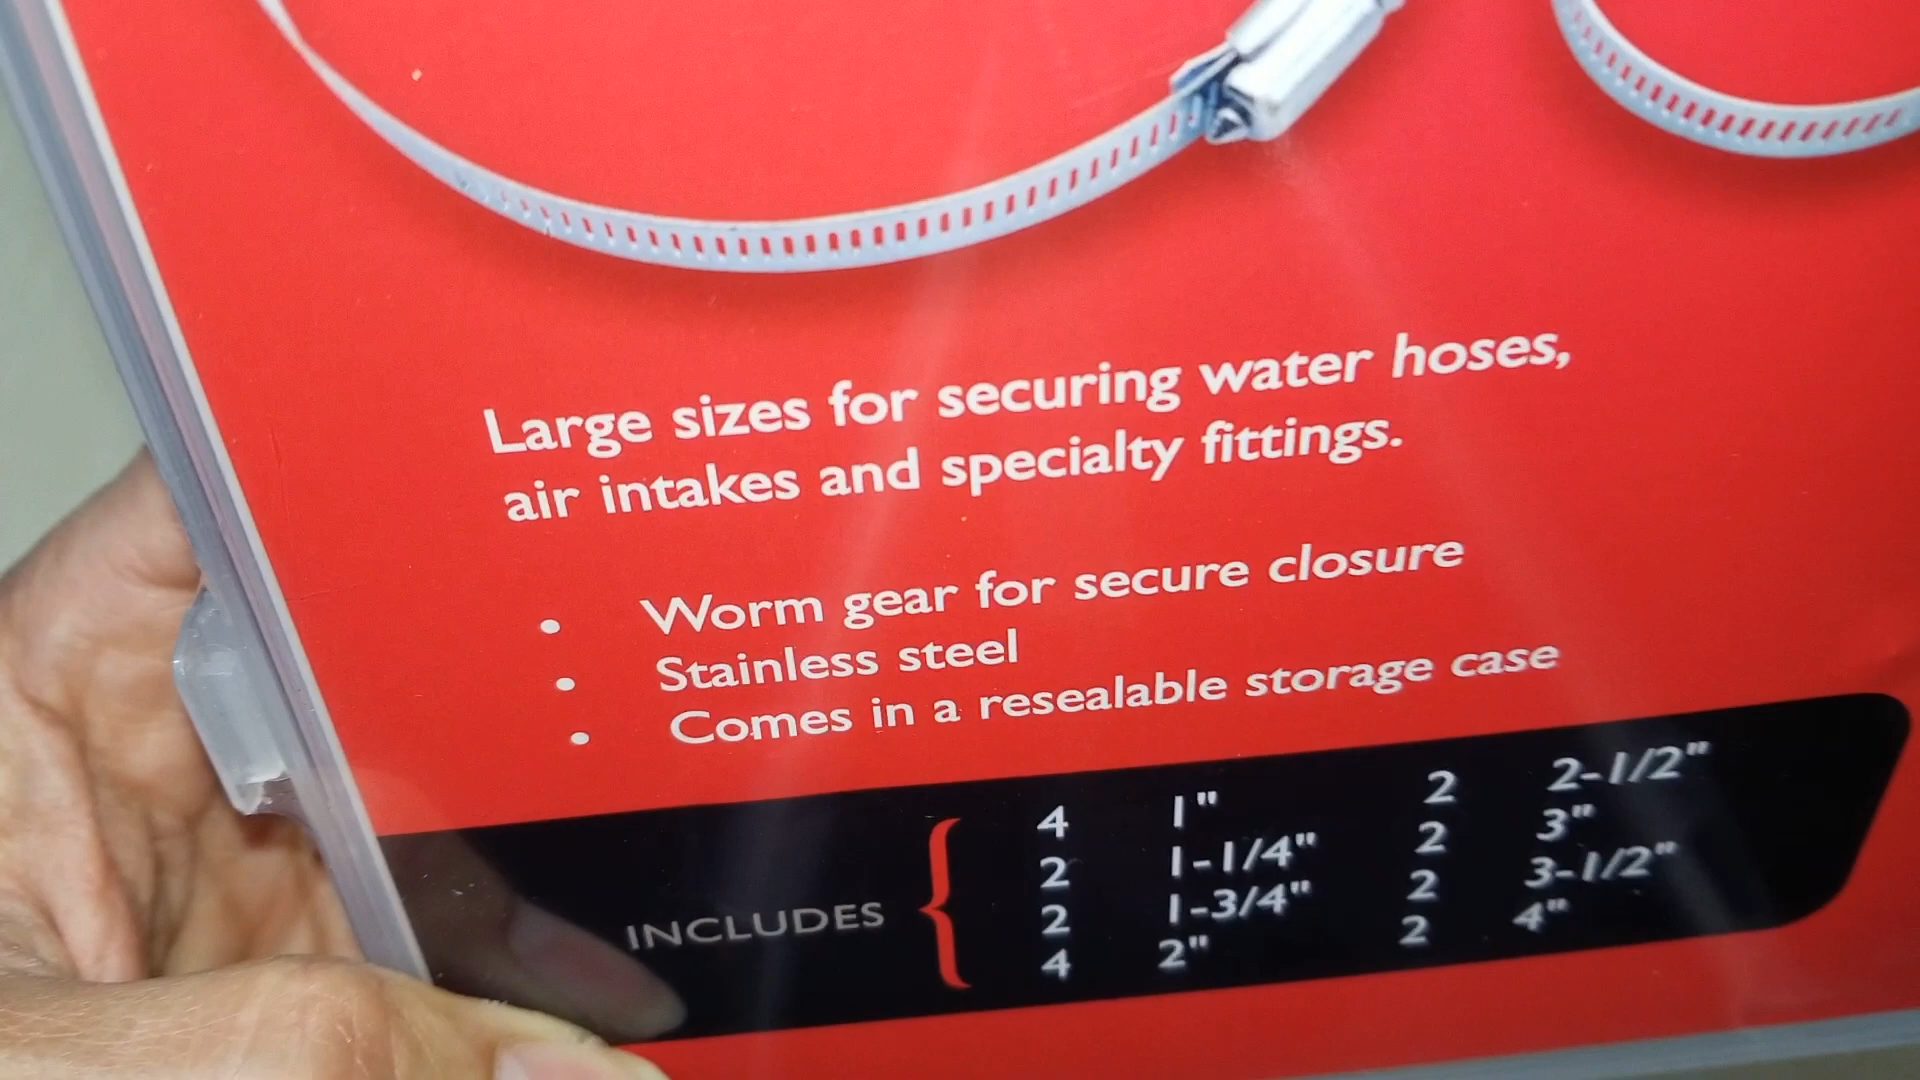 Large sizes for securing water hoses,
air intakes and specialty fittings.
• Worm gear for secure closure
• Stainless steel
• Comes in a resealable storage case
INCLUDES {
4 1" 2 2-1/2"
2 1-1/4" 2 3"
2 1-3/4" 2 3-1/2"
4 2" 2 4"